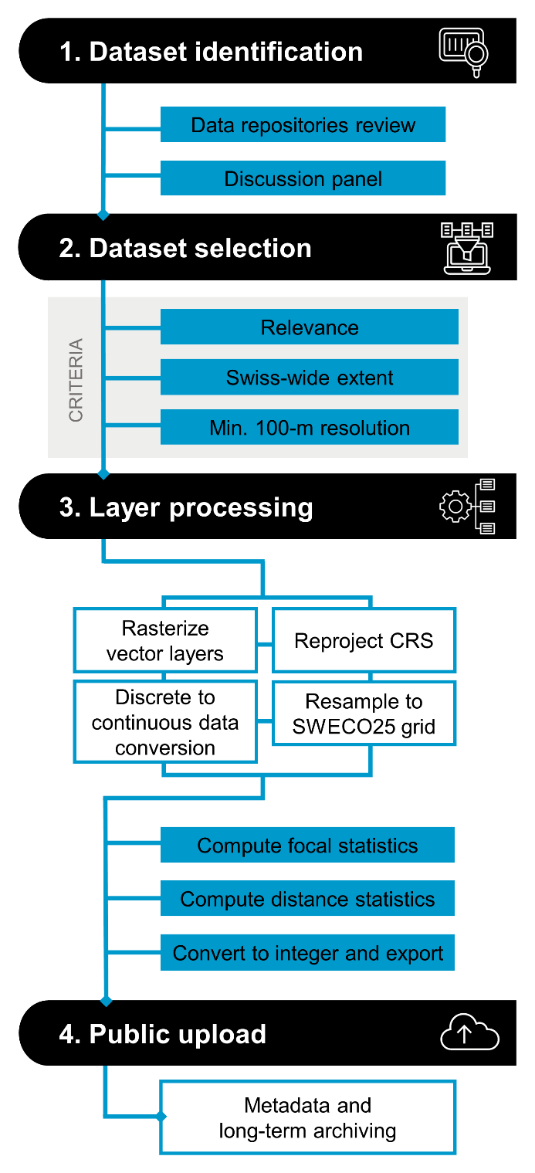 1. Dataset identification
Data repositories review
Discussion panel
2. Dataset selection
CRITERIA
Relevance
Swiss-wide extent
Min. 100-m resolution
3. Layer processing
Rasterize
vector layers
Reproject CRS
Discrete to
continuous data
conversion
Resample to
SWECO25 grid
Compute focal statistics
Compute distance statistics
Convert to integer and export
4. Public upload
Metadata and
long-term archiving